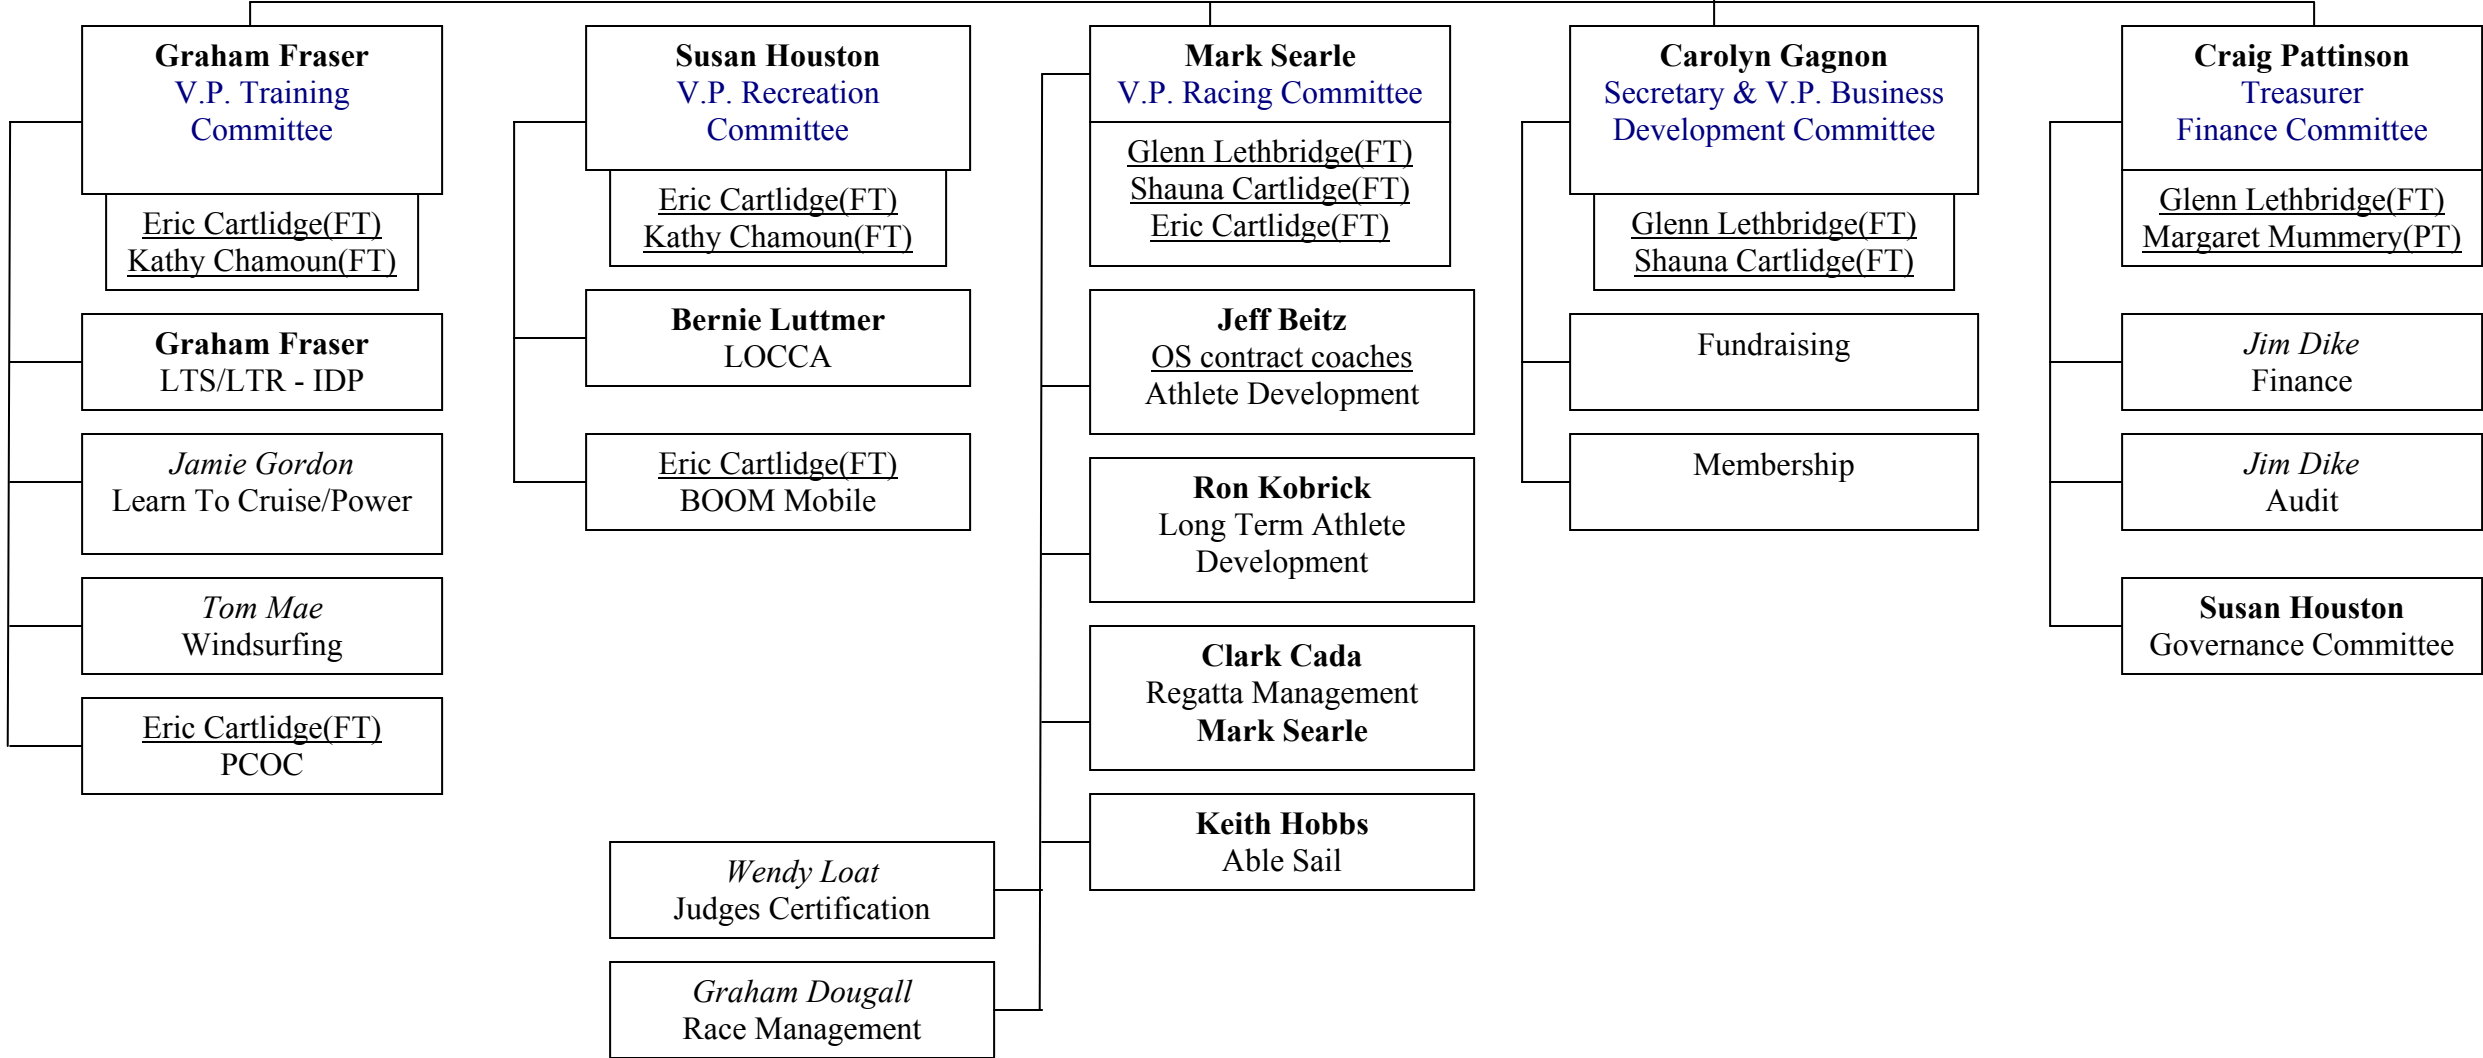 Graham Fraser
V.P. Training
Committee
Eric Cartlidge(FT)
Kathy Chamoun(FT)
Graham Fraser
LTS/LTR - IDP
Jamie Gordon
Learn To Cruise/Power
Tom Mae
Windsurfing
Eric Cartlidge(FT)
PCOC
Susan Houston
V.P. Recreation
Committee
Eric Cartlidge(FT)
Kathy Chamoun(FT)
Bernie Luttmer
LOCCA
Eric Cartlidge(FT)
BOOM Mobile
Mark Searle
V.P. Racing Committee
Glenn Lethbridge(FT)
Shauna Cartlidge(FT)
Eric Cartlidge(FT)
Jeff Beitz
OS contract coaches
Athlete Development
Ron Kobrick
Long Term Athlete
Development
Clark Cada
Regatta Management
Mark Searle
Keith Hobbs
Able Sail
Wendy Loat
Judges Certification
Graham Dougall
Race Management
Carolyn Gagnon
Secretary & V.P. Business
Development Committee
Glenn Lethbridge(FT)
Shauna Cartlidge(FT)
Fundraising
Membership
Craig Pattinson
Treasurer
Finance Committee
Glenn Lethbridge(FT)
Margaret Mummery(PT)
Jim Dike
Finance
Jim Dike
Audit
Susan Houston
Governance Committee